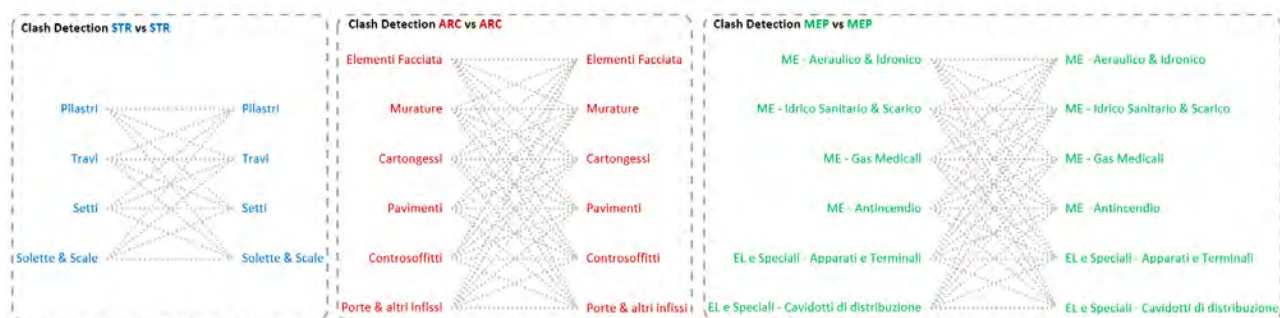 Clash Detection STR vs STR
Pilastri Pilastri
Travi Travi
Setti Setti
Solette & Scale Solette & Scale
Clash Detection ARC vs ARC
Elementi Facciata Elementi Facciata
Murature Murature
Cartongessi Cartongessi
Pavimenti Pavimenti
Controsoffitti Controsoffitti
Porte & altri infissi Porte & altri infissi
Clash Detection MEP vs MEP
ME - Aeraulico & Idronico ME - Aeraulico & Idronico
ME - Idrico Sanitario & Scarico ME - Idrico Sanitario & Scarico
ME - Gas Medicali ME - Gas Medicali
ME - Antincendio ME - Antincendio
EL e Speciali - Apparati e Terminali EL e Speciali - Apparati e Terminali
EL e Speciali - Cavidotti di distribuzione EL e Speciali - Cavidotti di distribuzione